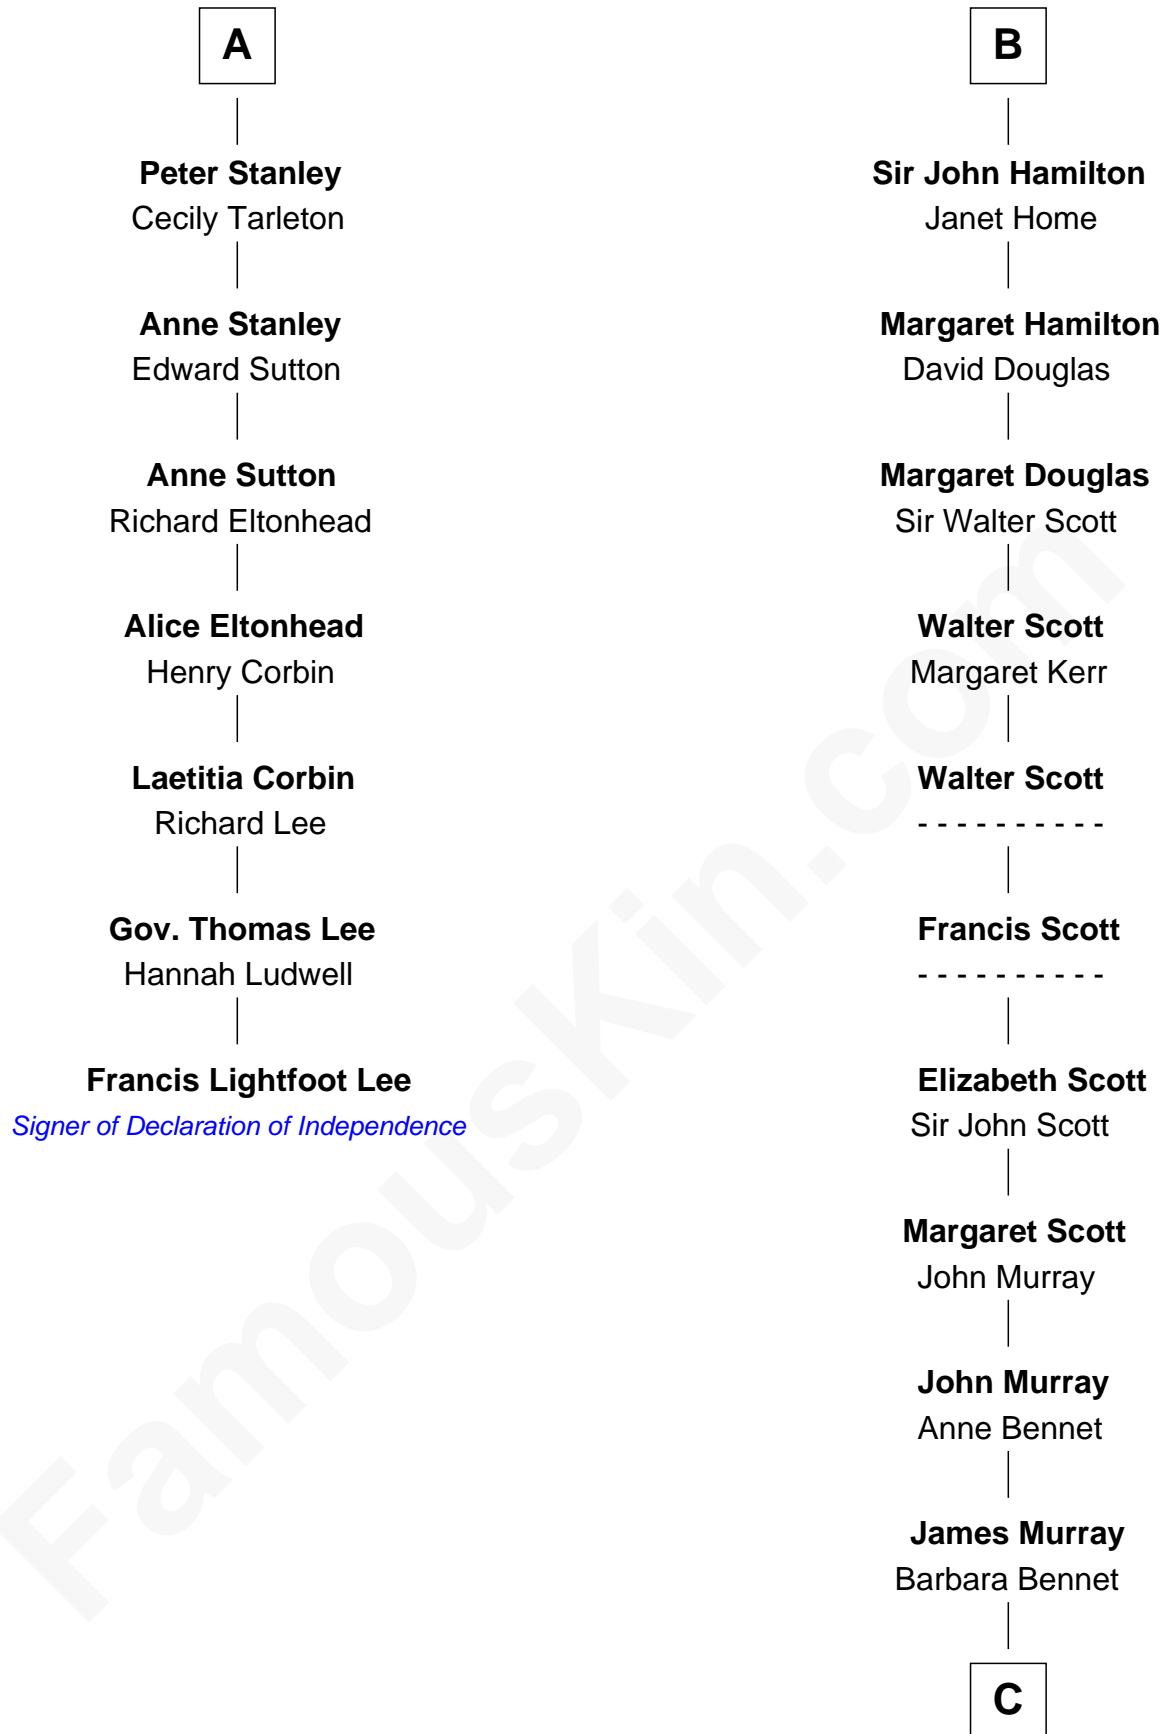 A
Peter Stanley
Cecily Tarleton
Anne Stanley
Edward Sutton
Anne Sutton
Richard Eltonhead
Alice Eltonhead
Henry Corbin
Laetitia Corbin
Richard Lee
Gov. Thomas Lee
Hannah Ludwell
Francis Lightfoot Lee
Signer of Declaration of Independence
B
Sir John Hamilton
Janet Home
Margaret Hamilton
David Douglas
Margaret Douglas
Sir Walter Scott
Walter Scott
Margaret Kerr
Walter Scott
- - - - - - - - - -
Francis Scott
- - - - - - - - - -
Elizabeth Scott
Sir John Scott
Margaret Scott
John Murray
John Murray
Anne Bennet
James Murray
Barbara Bennet
C
FamousKin.com